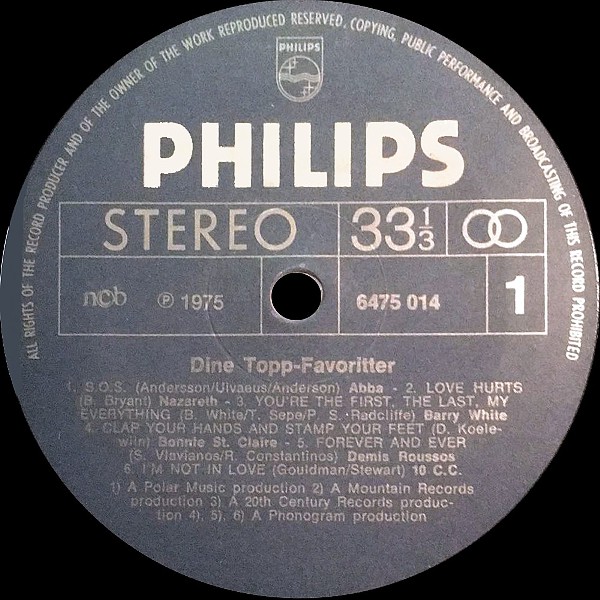 ALL RIGHTS OF THE RECORD PRODUCER AND OF THE OWNER OF THE WORK REPRODUCED RESERVED. COPYING, PUBLIC PERFORMANCE AND BROADCASTING OF THIS RECORD PROHIBITED
PHILIPS
PHILIPS
STEREO 33 1/3
ncb ℗ 1975 6475 014 1
Dine Topp-Favoritter
1. S.O.S. (Andersson/Ulvaeus/Anderson) Abba - 2. LOVE HURTS
(B. Bryant) Nazareth - 3. YOU'RE THE FIRST, THE LAST, MY
EVERYTHING (B. White/T. Sepe/P. S. Radcliffe) Barry White
4. CLAP YOUR HANDS AND STAMP YOUR FEET (D. Koele-
wijn) Bonnie St. Claire - 5. FOREVER AND EVER
(S. Vlavianos/R. Constantinos) Demis Roussos
6. I'M NOT IN LOVE (Gouldman/Stewart) 10 C.C.
1) A Polar Music production 2) A Mountain Records
production 3) A 20th Century Records produc-
tion 4). 5). 6) A Phonogram production